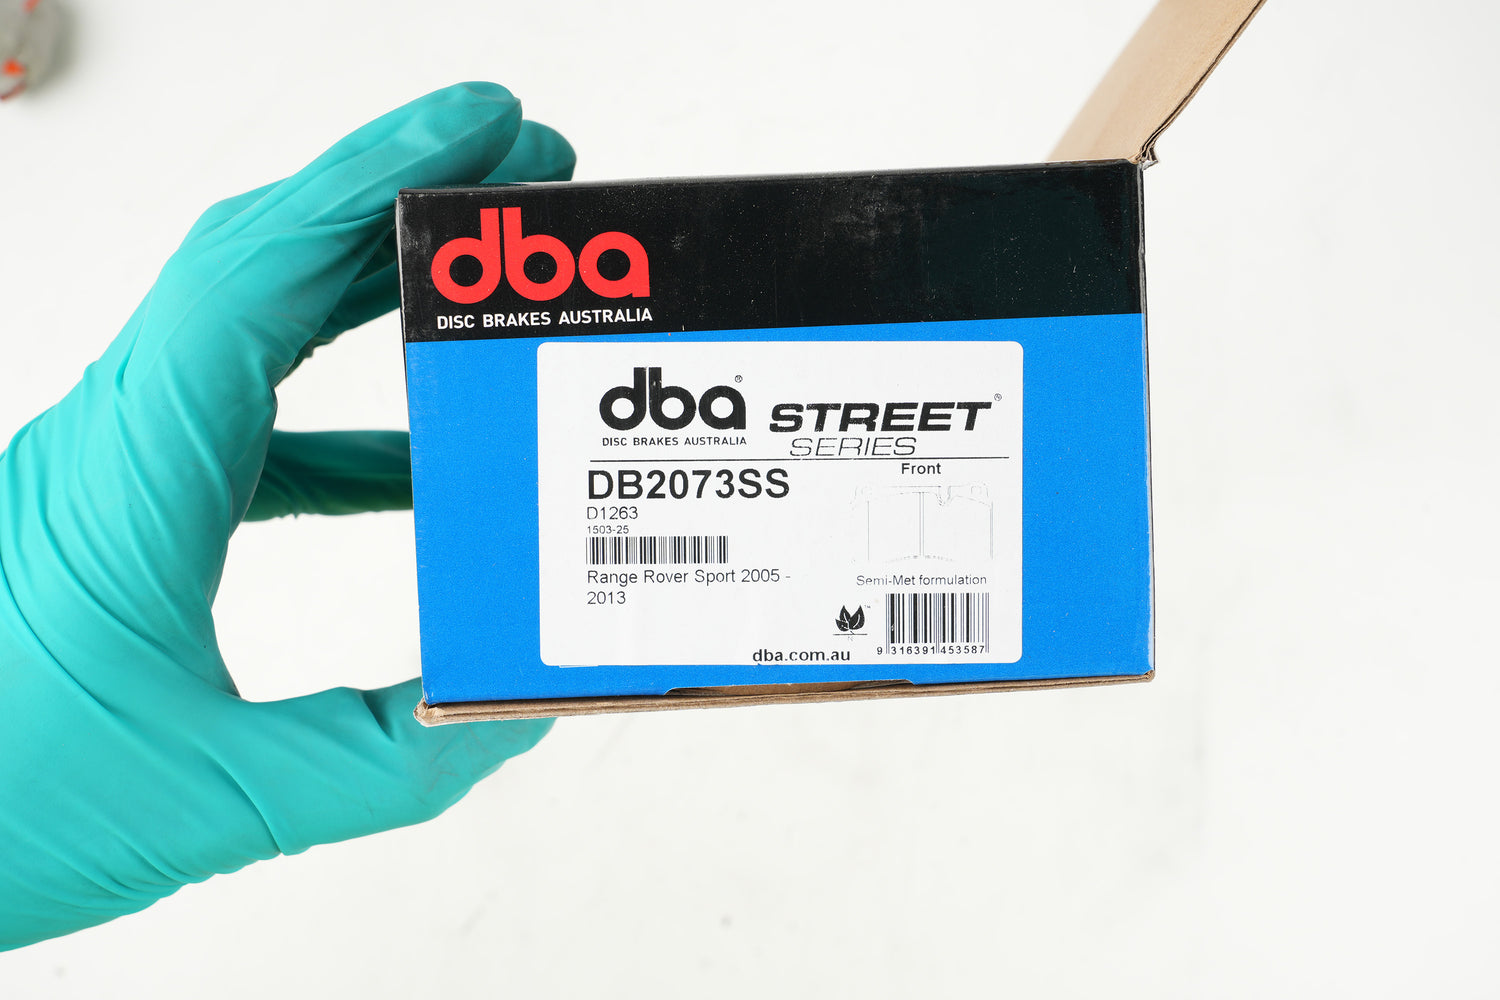 dba
DISC BRAKES AUSTRALIA
dba®
DISC BRAKES AUSTRALIA
STREET®
SERIES
Front
DB2073SS
D1263
1503-25
Range Rover Sport 2005 -
2013
Semi-Met formulation
™
N
dba.com.au
9 316391 453587